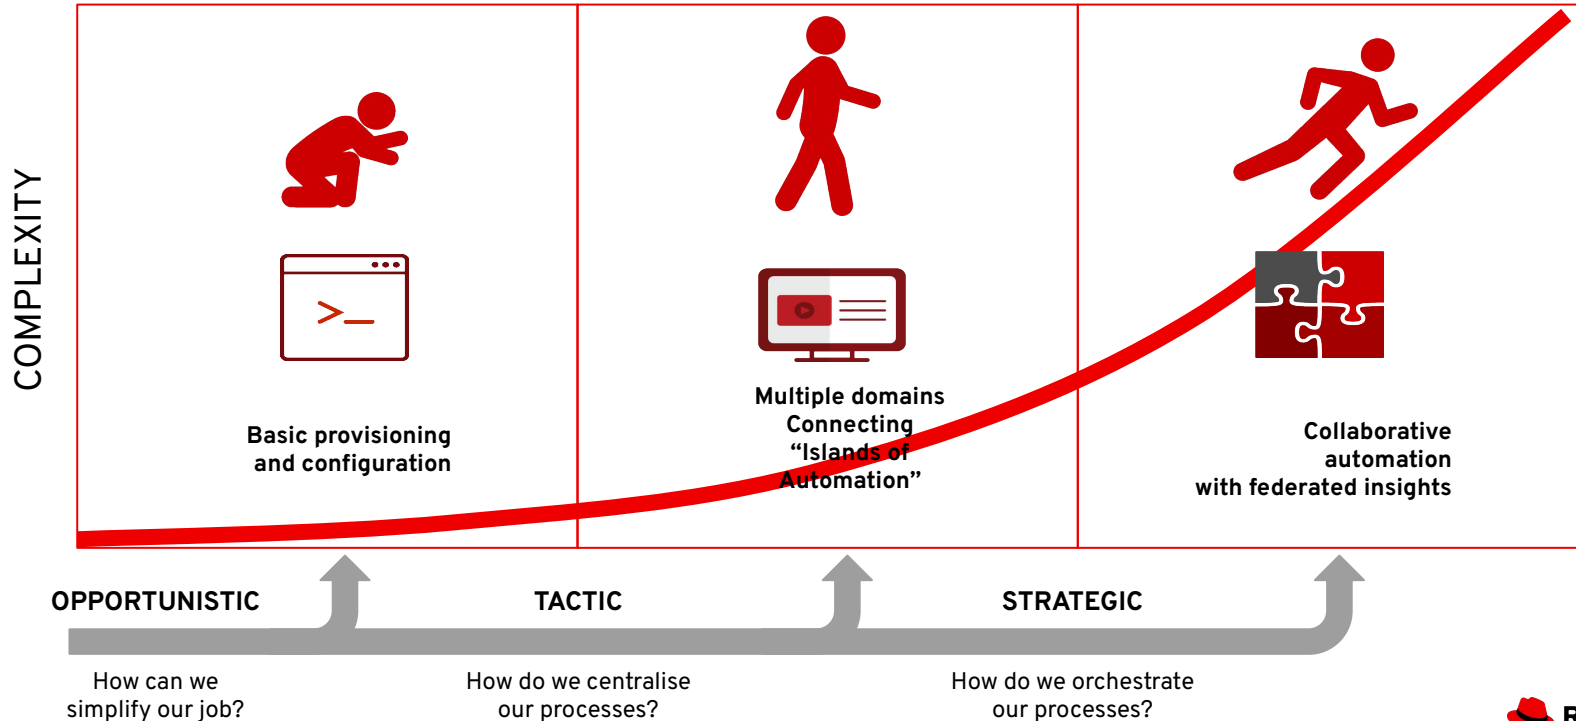 COMPLEXITY
>_
Basic provisioning
and configuration
Multiple domains
Connecting
“Islands of
Automation”
Collaborative
automation
with federated insights
OPPORTUNISTIC
TACTIC
STRATEGIC
How can we
simplify our job?
How do we centralise
our processes?
How do we orchestrate
our processes?